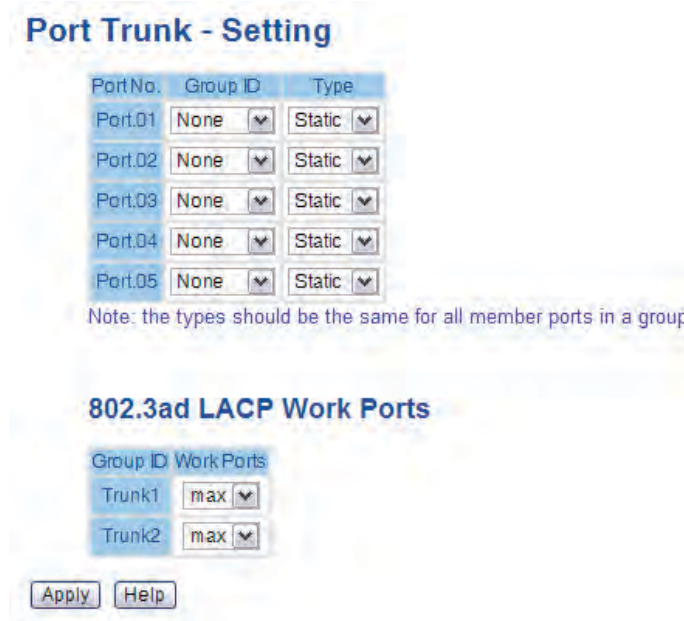 Port Trunk - Setting
Port No. Group ID Type
Port.01 None Static
Port.02 None Static
Port.03 None Static
Port.04 None Static
Port.05 None Static
Note: the types should be the same for all member ports in a group
802.3ad LACP Work Ports
Group ID Work Ports
Trunk1 max
Trunk2 max
Apply Help